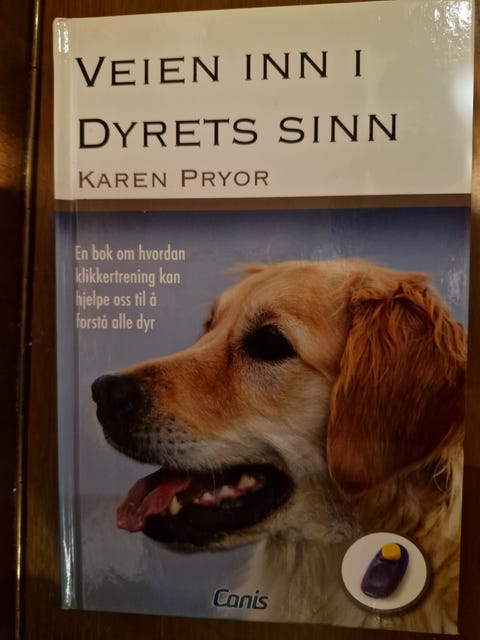 VEIEN INN I
DYRETS SINN
KAREN PRYOR
En bok om hvordan
klikkertrening kan
hjelpe oss til å
forstå alle dyr
Canis